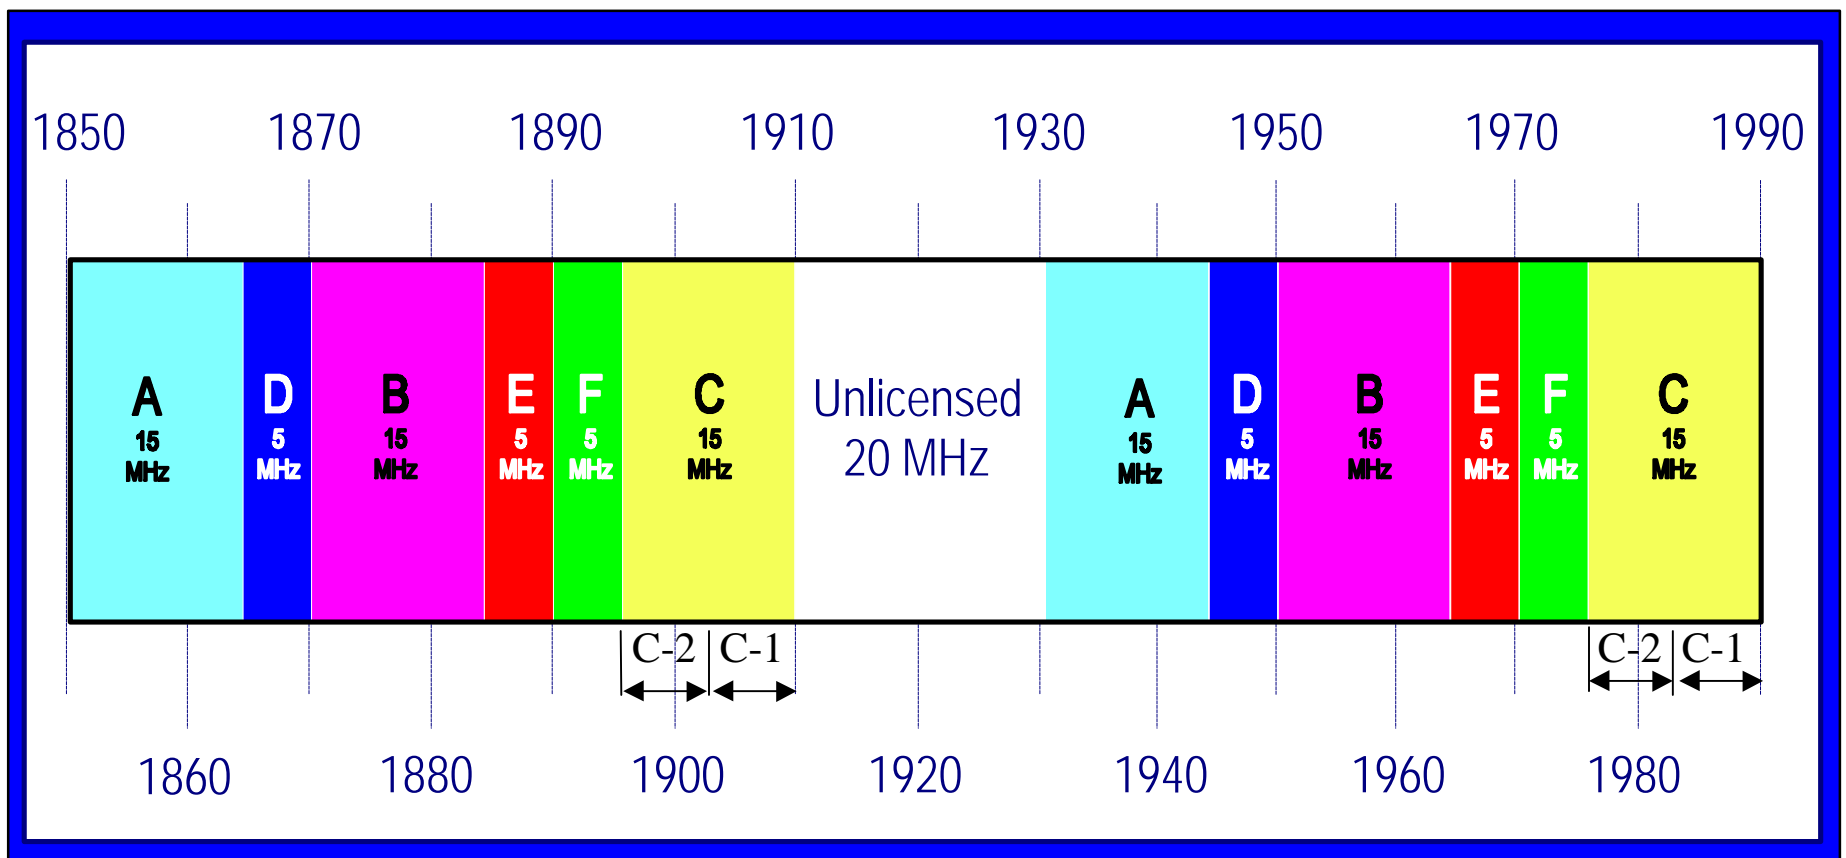 1850 1870 1890 1910 1930 1950 1970 1990
A D B E F C Unlicensed A D B E F C
15 5 15 5 5 15 20 MHz 15 5 15 5 5 15
MHz MHz MHz MHz MHz MHz MHz MHz MHz MHz MHz MHz
C-2 C-1 C-2 C-1
1860 1880 1900 1920 1940 1960 1980